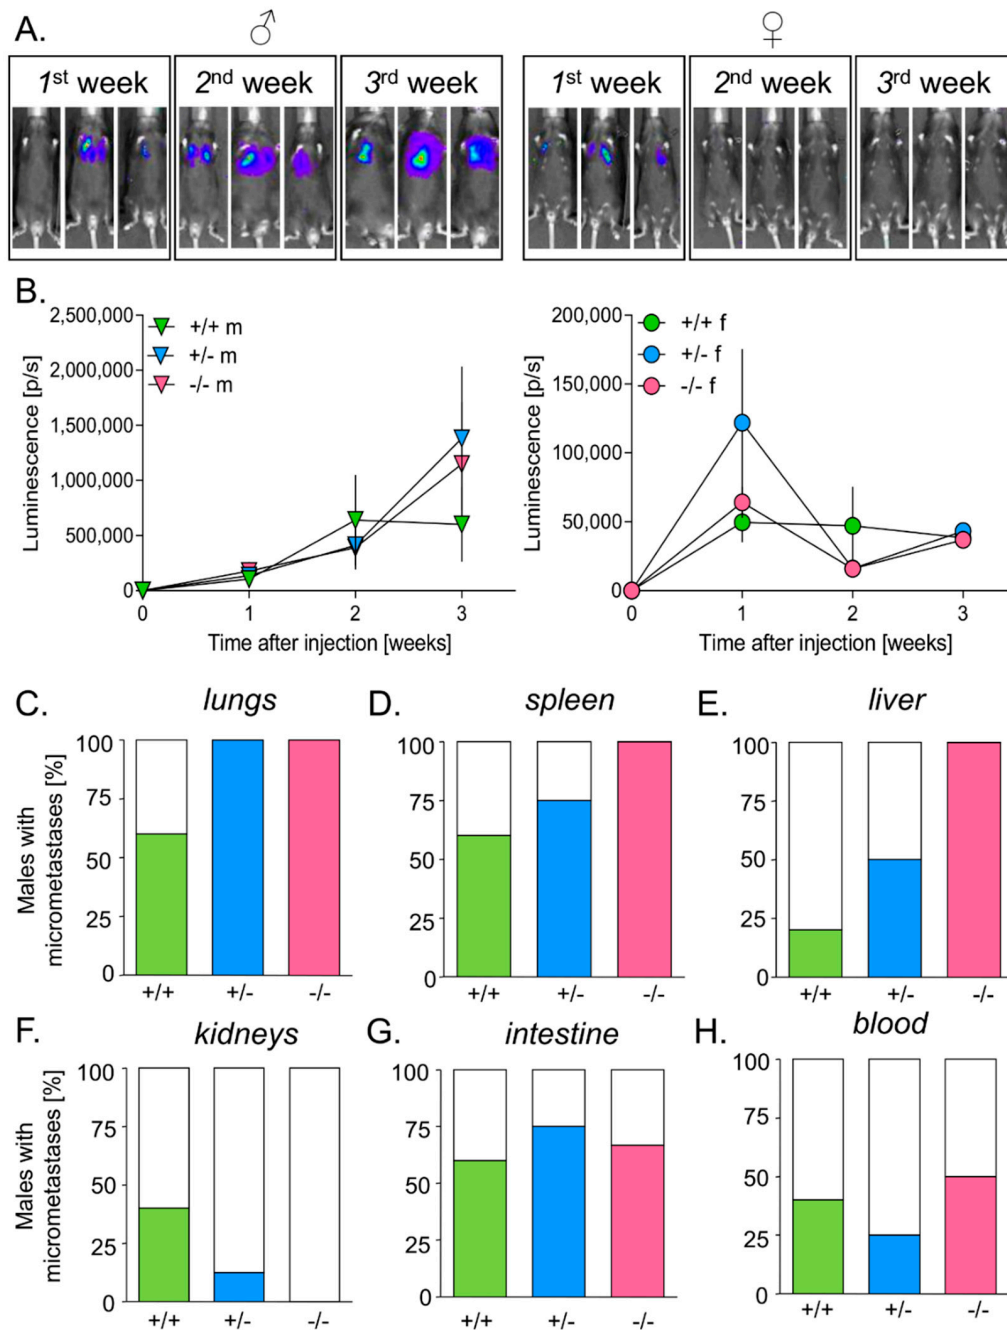 A. ♂ ♀
1st week 2nd week 3rd week 1st week 2nd week 3rd week
B.
2,500,000
2,000,000
1,500,000
1,000,000
500,000
0
Luminescence [p/s]
+/+ m
+/- m
-/- m
0 1 2 3
Time after injection [weeks]
200,000
150,000
100,000
50,000
0
Luminescence [p/s]
+/+ f
+/- f
-/- f
0 1 2 3
Time after injection [weeks]
C. lungs
Males with
micrometastases [%]
100
75
50
25
0
+/+ +/- -/-
D. spleen
100
75
50
25
0
+/+ +/- -/-
E. liver
100
75
50
25
0
+/+ +/- -/-
F. kidneys
Males with
micrometastases [%]
100
75
50
25
0
+/+ +/- -/-
G. intestine
100
75
50
25
0
+/+ +/- -/-
H. blood
100
75
50
25
0
+/+ +/- -/-